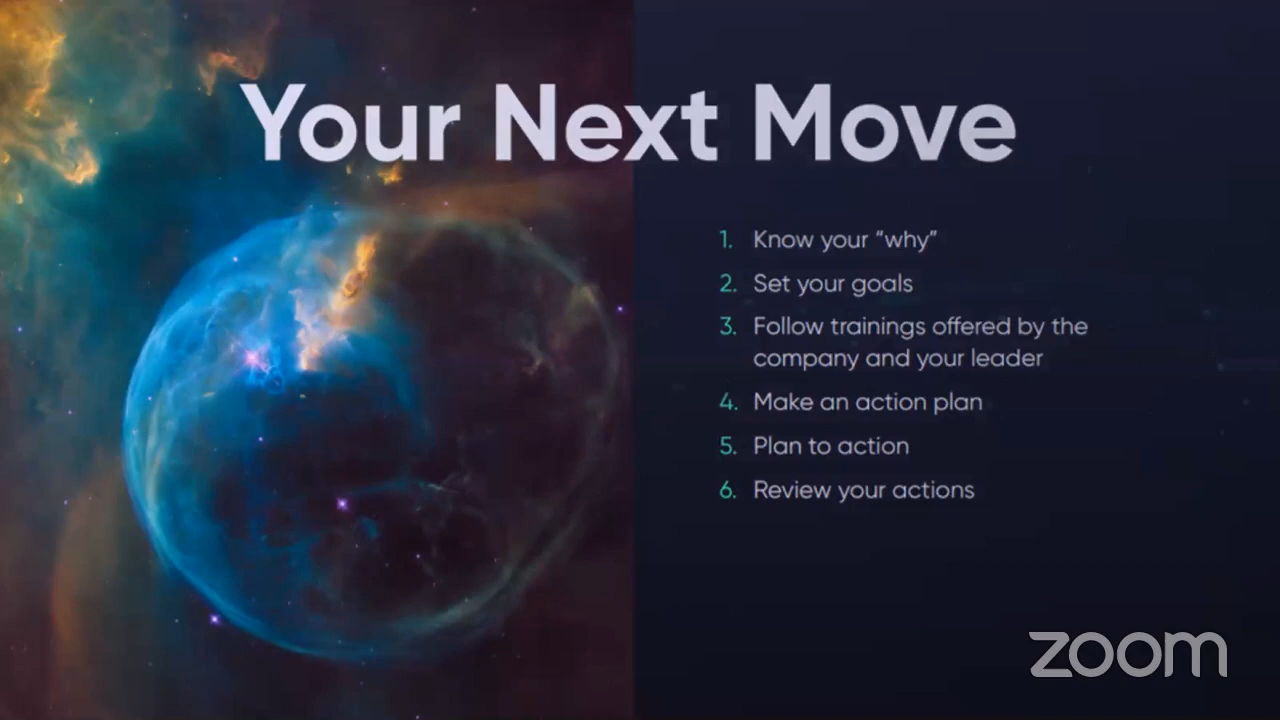 Your Next Move
1. Know your “why”
2. Set your goals
3. Follow trainings offered by the
company and your leader
4. Make an action plan
5. Plan to action
6. Review your actions
zoom